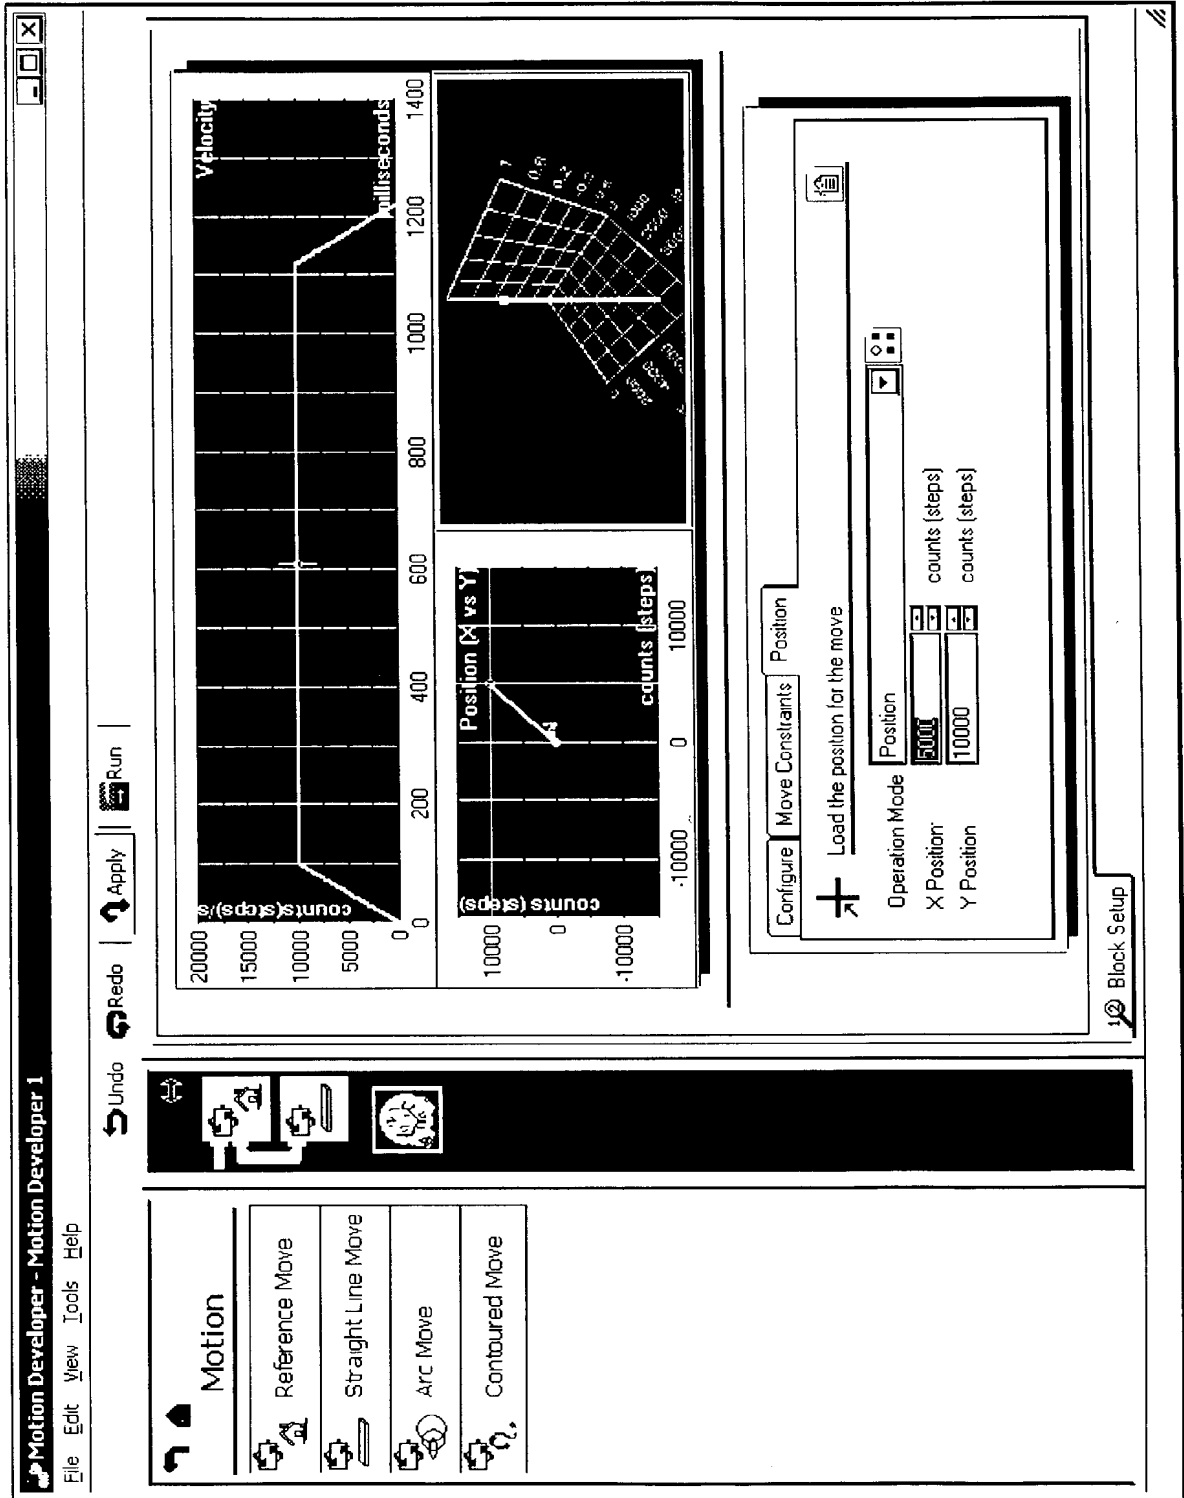 Motion Developer - Motion Developer 1
File Edit View Tools Help
Undo Redo Apply Run
Motion
Reference Move
Straight Line Move
Arc Move
Contoured Move
Velocity
counts(steps)/s
20000
15000
10000
5000
0
0 200 400 600 800 1000 1200 1400
milliseconds
Position (X vs Y)
counts (steps)
10000
0
-10000
-10000 0 10000
counts (steps)
Configure Move Constraints Position
Load the position for the move
Operation Mode Position
X Position 5000 counts (steps)
Y Position 10000 counts (steps)
Block Setup